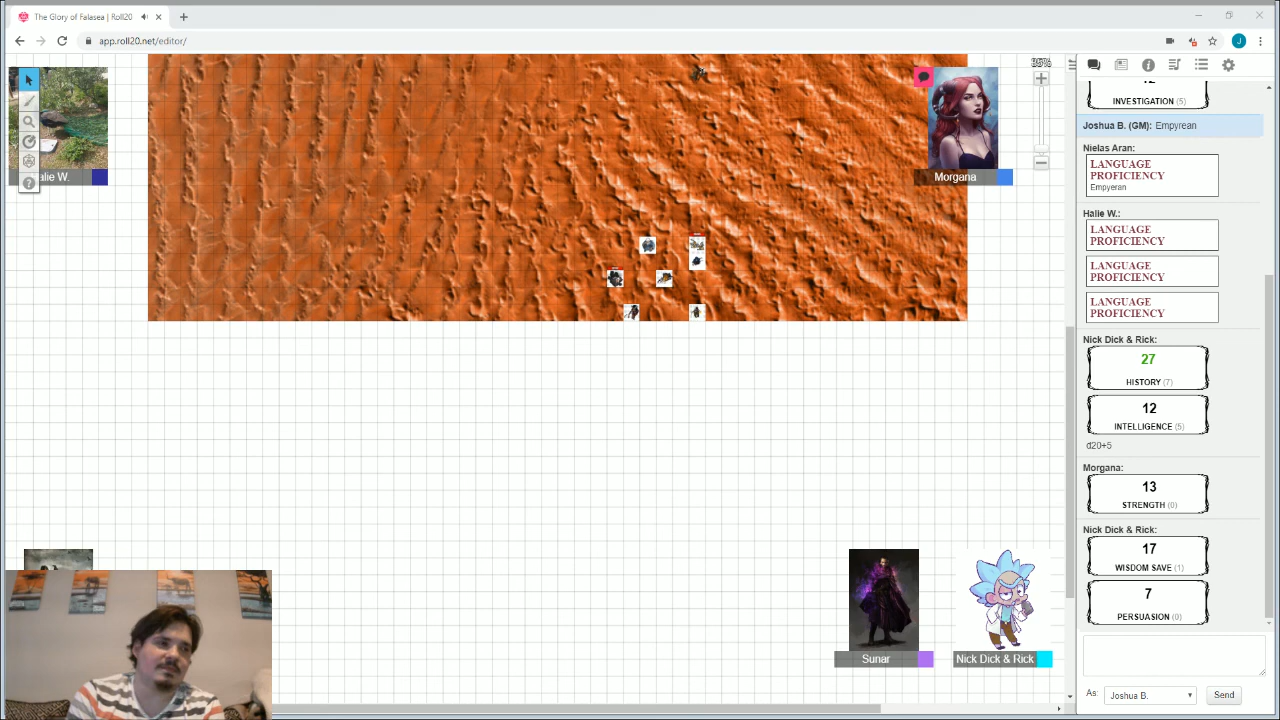 The Glory of Falasea | Roll20
app.roll20.net/editor/
J
85%
alie W.
Morgana
Sunar
Nick Dick & Rick
INVESTIGATION (5)
Joshua B. (GM): Empyrean
Nielas Aran:
LANGUAGE
PROFICIENCY
Empyeran
Halie W.:
LANGUAGE
PROFICIENCY
LANGUAGE
PROFICIENCY
LANGUAGE
PROFICIENCY
Nick Dick & Rick:
27
HISTORY (7)
12
INTELLIGENCE (5)
d20+5
Morgana:
13
STRENGTH (0)
Nick Dick & Rick:
17
WISDOM SAVE (1)
7
PERSUASION (0)
As: Joshua B. Send